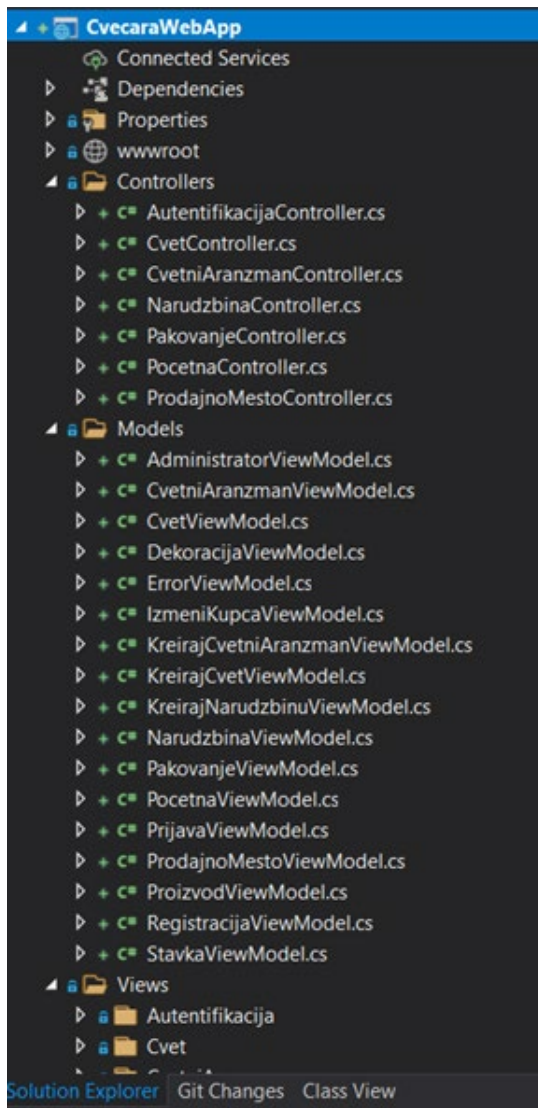 CvecaraWebApp
Connected Services
Dependencies
Properties
wwwroot
Controllers
C# AutentifikacijaController.cs
C# CvetController.cs
C# CvetniAranzmanController.cs
C# NarudzbinaController.cs
C# PakovanjeController.cs
C# PocetnaController.cs
C# ProdajnoMestoController.cs
Models
C# AdministratorViewModel.cs
C# CvetniAranzmanViewModel.cs
C# CvetViewModel.cs
C# DekoracijaViewModel.cs
C# ErrorViewModel.cs
C# IzmeniKupcaViewModel.cs
C# KreirajCvetniAranzmanViewModel.cs
C# KreirajCvetViewModel.cs
C# KreirajNarudzbinuViewModel.cs
C# NarudzbinaViewModel.cs
C# PakovanjeViewModel.cs
C# PocetnaViewModel.cs
C# PrijavaViewModel.cs
C# ProdajnoMestoViewModel.cs
C# ProizvodViewModel.cs
C# RegistracijaViewModel.cs
C# StavkaViewModel.cs
Views
Autentifikacija
Cvet
Solution Explorer Git Changes Class View